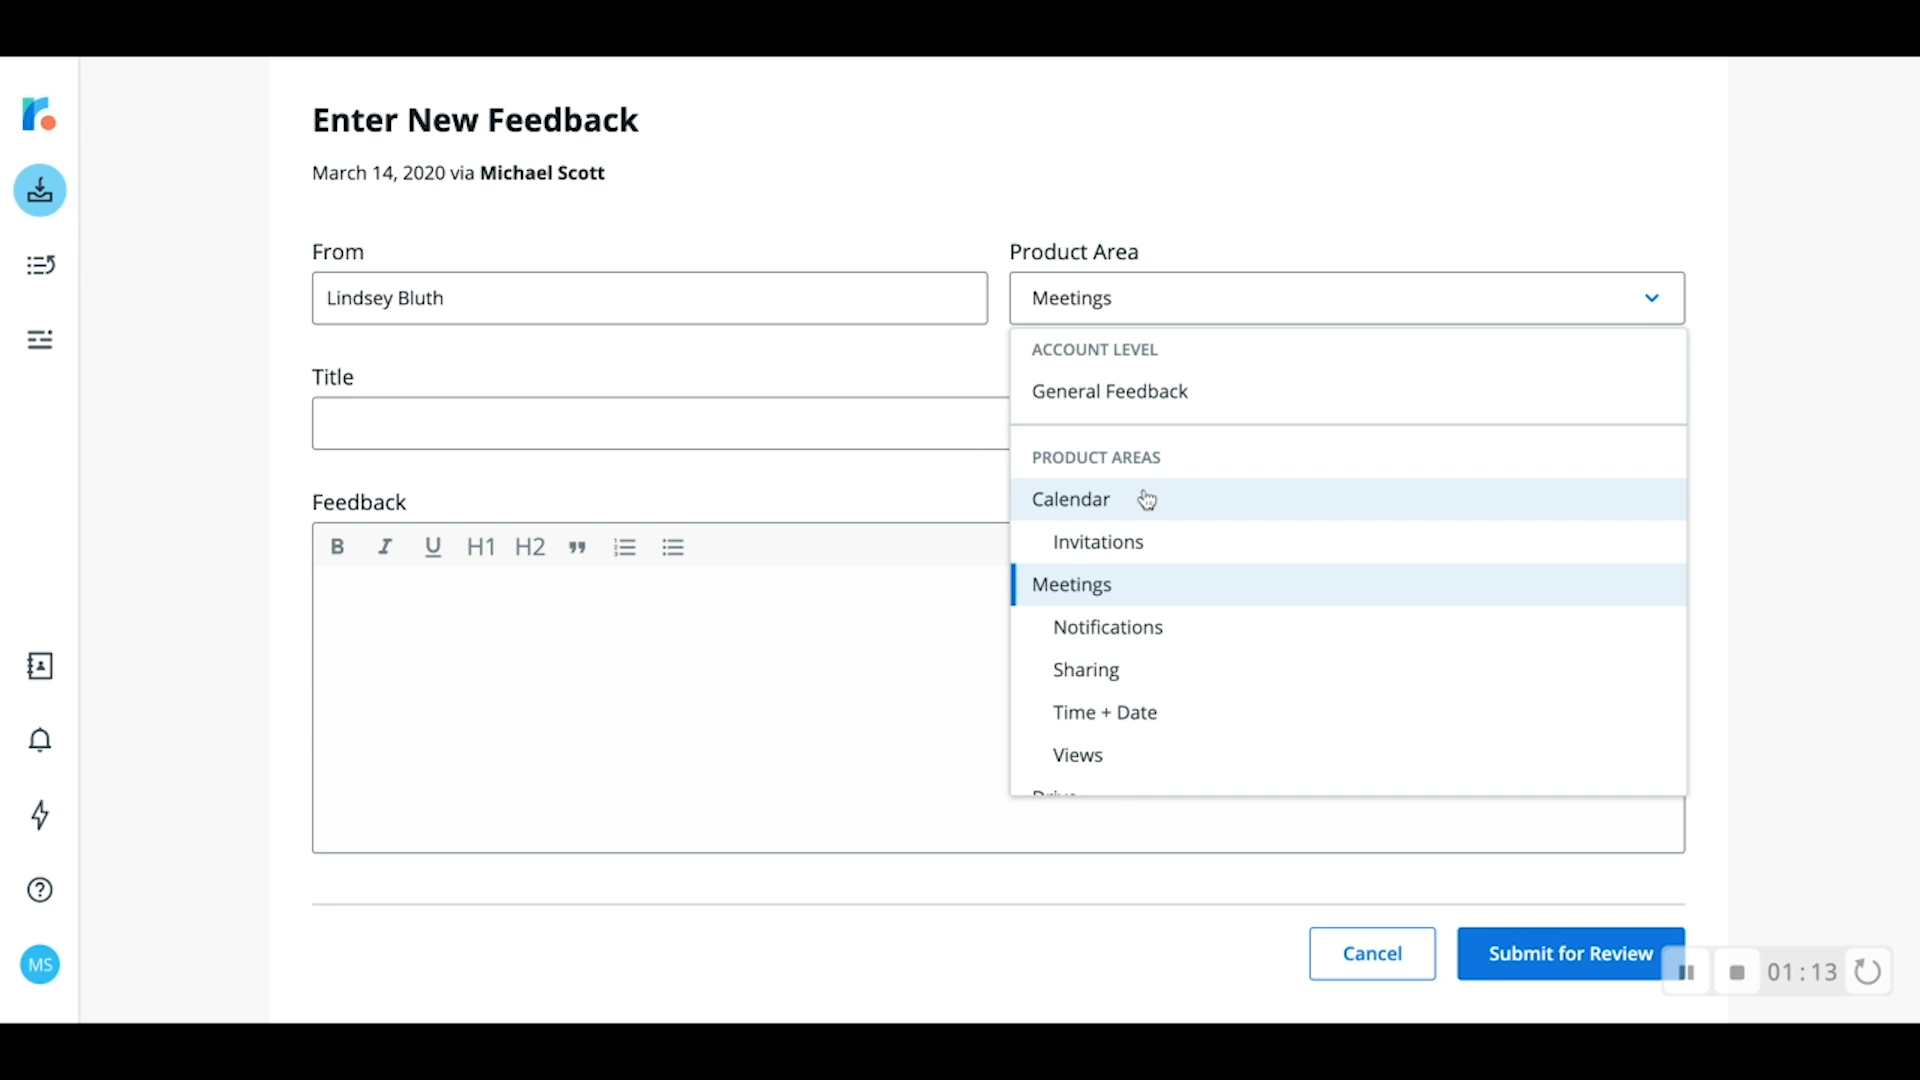 Enter New Feedback
March 14, 2020 via Michael Scott
From
Product Area
Lindsey Bluth
Meetings
ACCOUNT LEVEL
General Feedback
Title
PRODUCT AREAS
Calendar
Feedback
B I U H1 H2
Invitations
Meetings
Notifications
Sharing
Time + Date
Views
Cancel
Submit for Review
01:13
MS